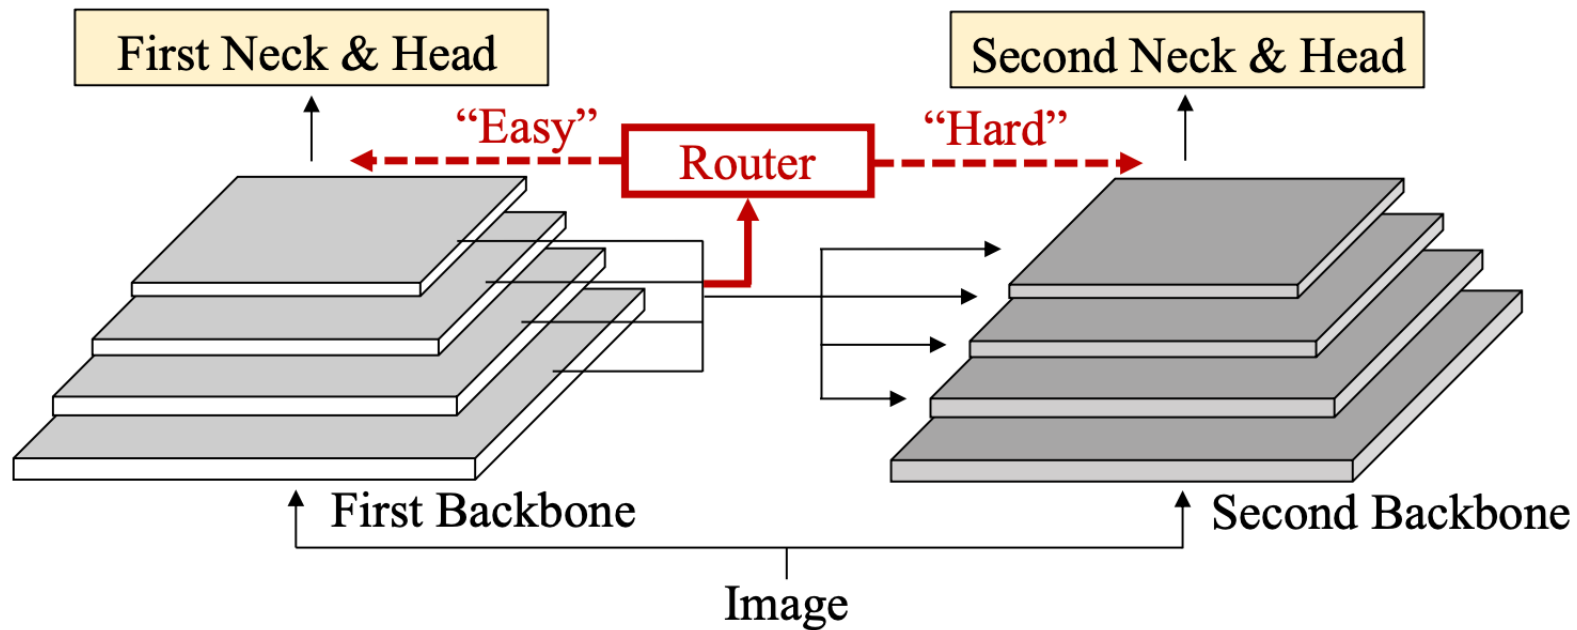 First Neck & Head
Second Neck & Head
“Easy”
“Hard”
Router
First Backbone
Second Backbone
Image